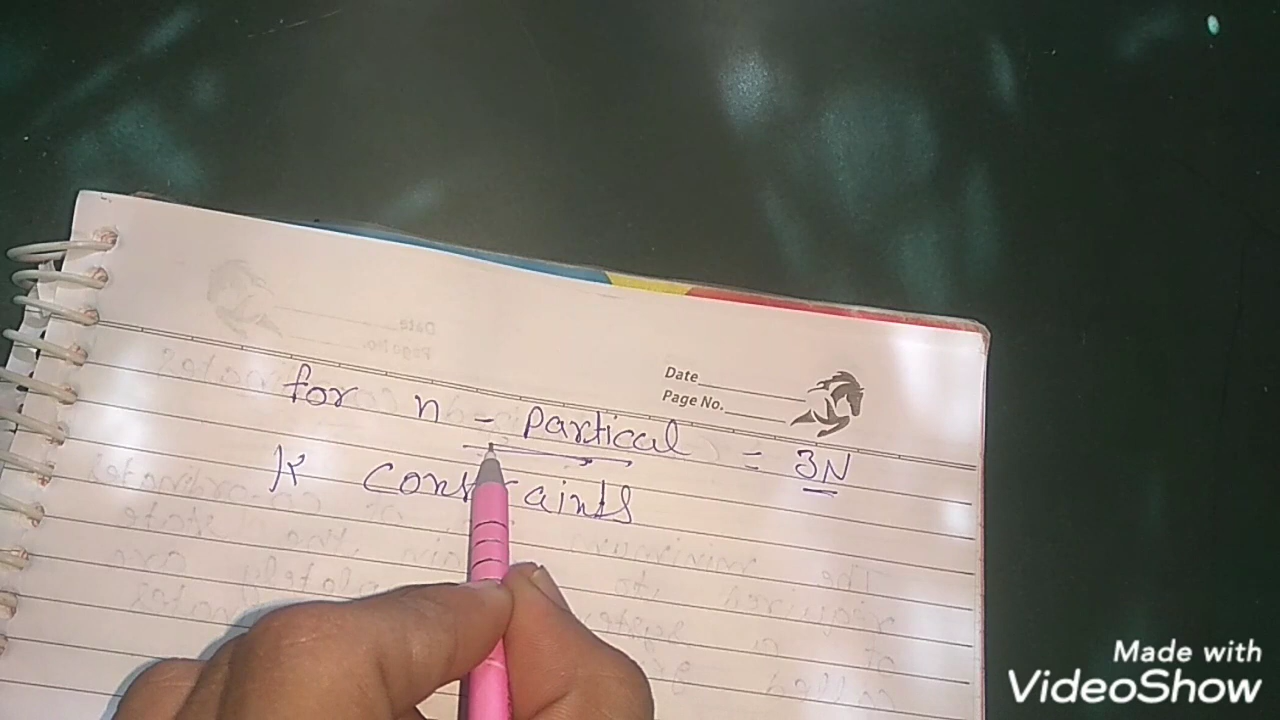 Date
Page No.
for n - partical = 3N
K constraints
Made with
VideoShow